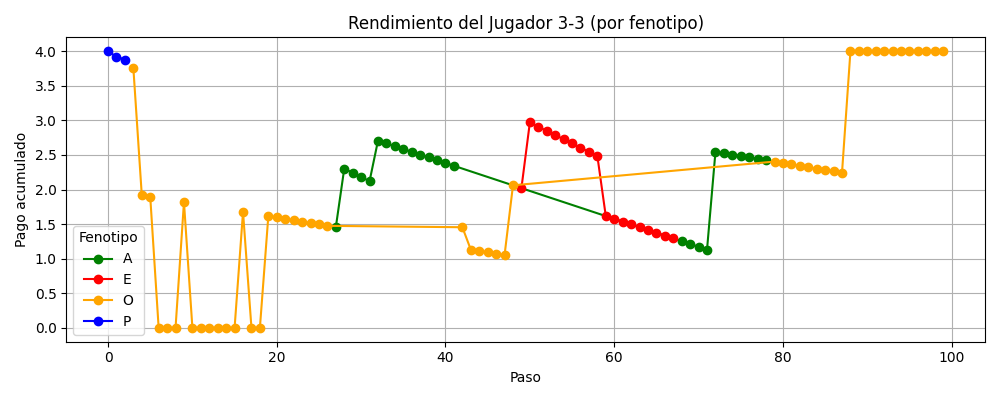 Rendimiento del Jugador 3-3 (por fenotipo)
Pago acumulado
4.0
3.5
3.0
2.5
2.0
1.5
1.0
0.5
0.0
Fenotipo
A
E
O
P
0 20 40 60 80 100
Paso